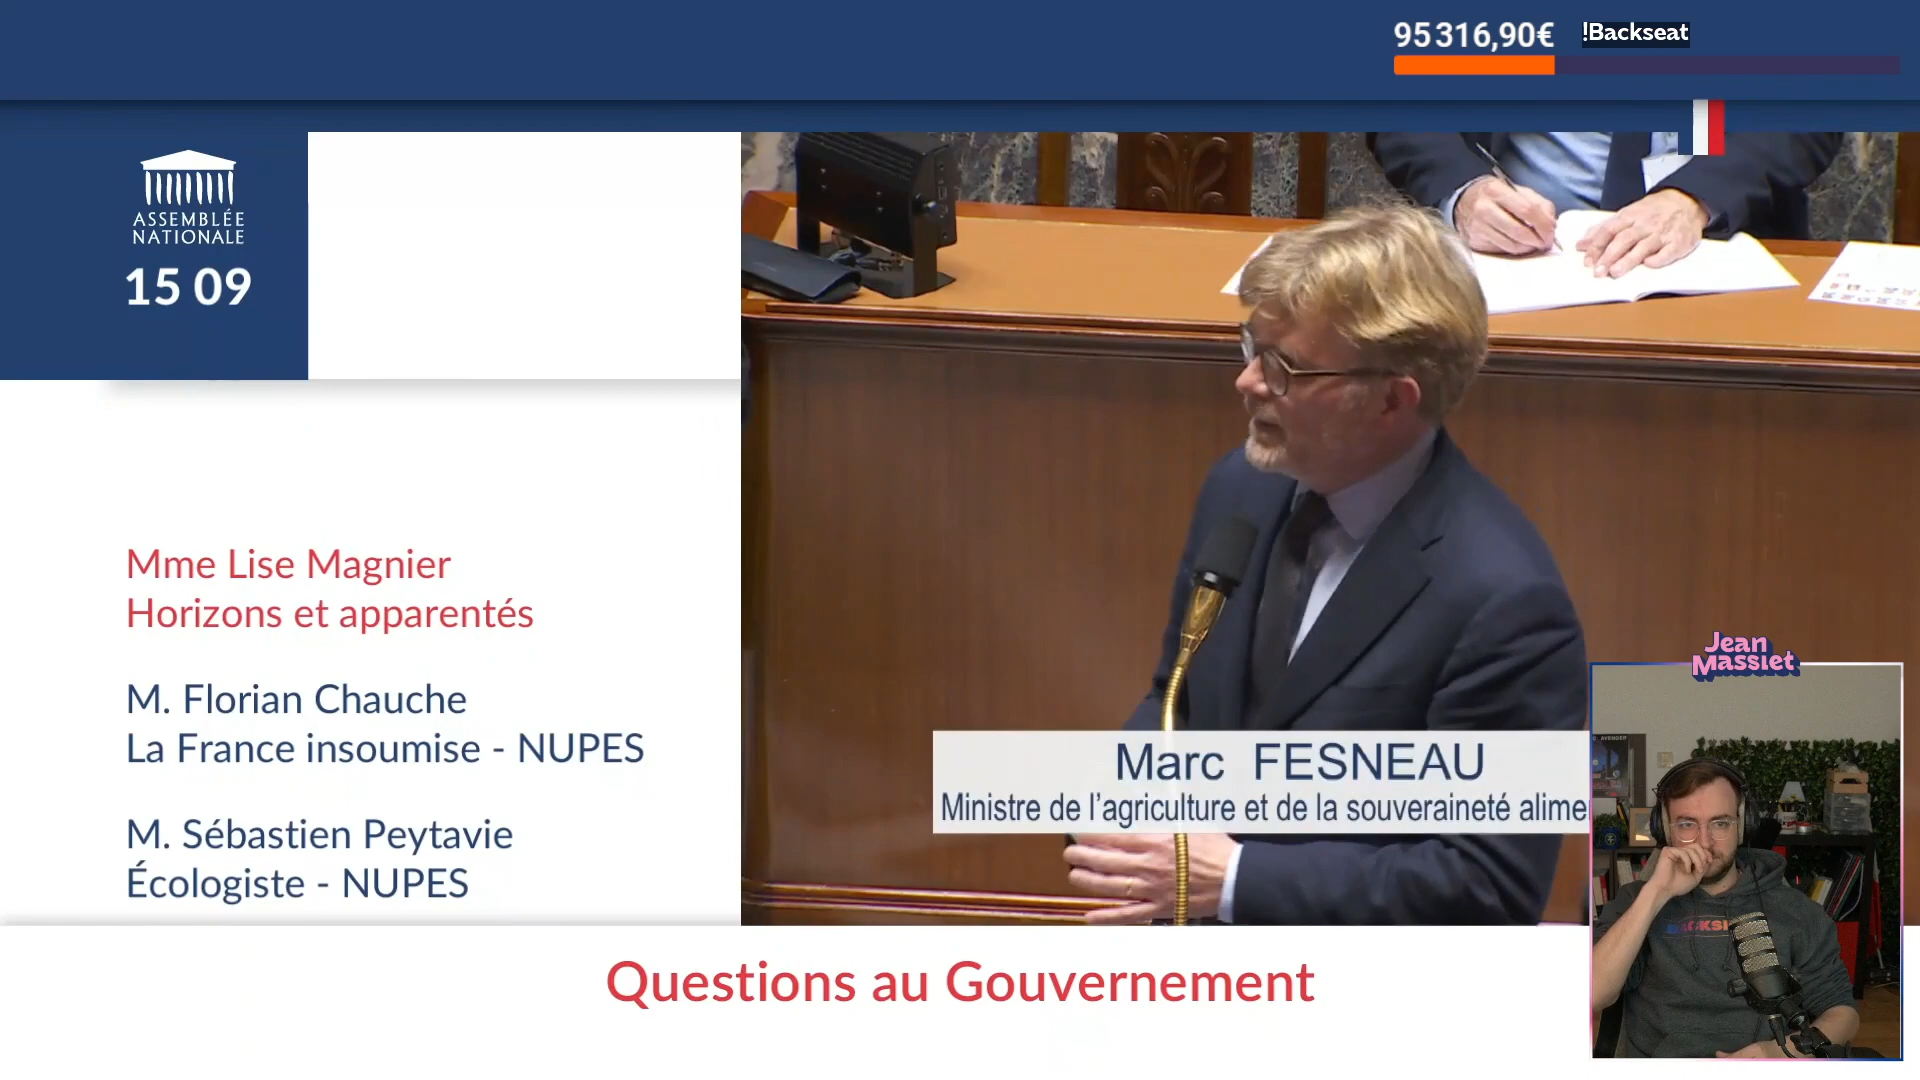 95 316,90€
!Backseat
ASSEMBLÉE
NATIONALE
15 09
Mme Lise Magnier
Horizons et apparentés
M. Florian Chauche
La France insoumise - NUPES
M. Sébastien Peytavie
Écologiste - NUPES
Marc FESNEAU
Ministre de l’agriculture et de la souveraineté alime
Jean
Massiet
Questions au Gouvernement